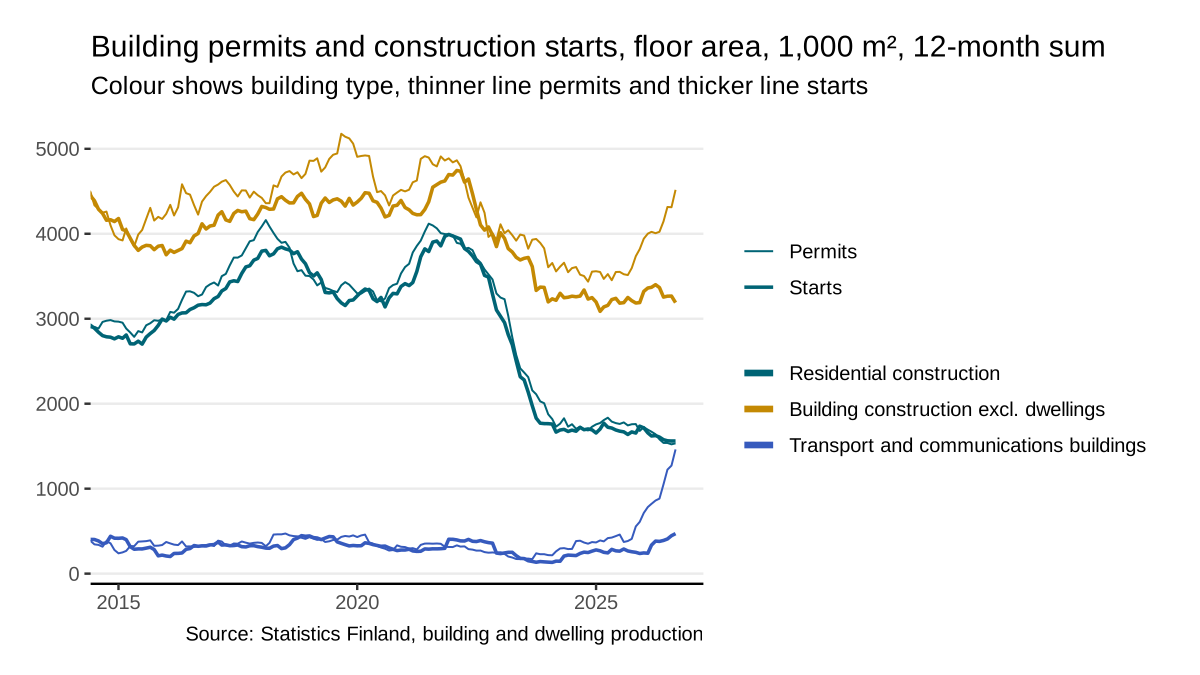 Building permits and construction starts, floor area, 1,000 m², 12-month sum
Colour shows building type, thinner line permits and thicker line starts
5000
4000
3000
2000
1000
0
2015 2020 2025
Permits
Starts
Residential construction
Building construction excl. dwellings
Transport and communications buildings
Source: Statistics Finland, building and dwelling production